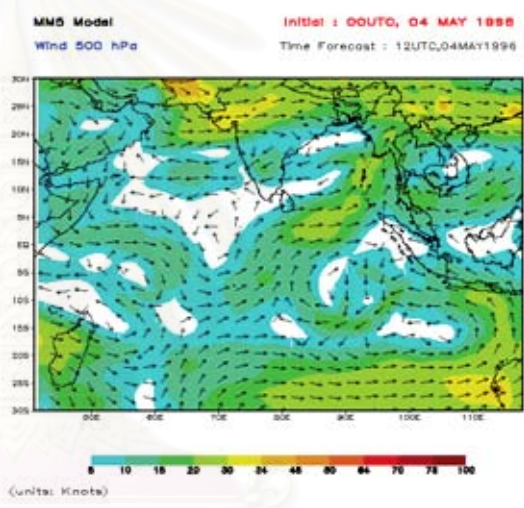 MM5 Model
Initial : 00UTC, 04 MAY 1996
Wind 500 hPa
Time Forecast : 12UTC,04MAY1996
30N
25N
20N
15N
10N
5N
EQ
5S
10S
15S
20S
25S
30S
50E 60E 70E 80E 90E 100E 110E
5 10 15 20 30 34 48 50 64 70 78 100
(units: Knots)